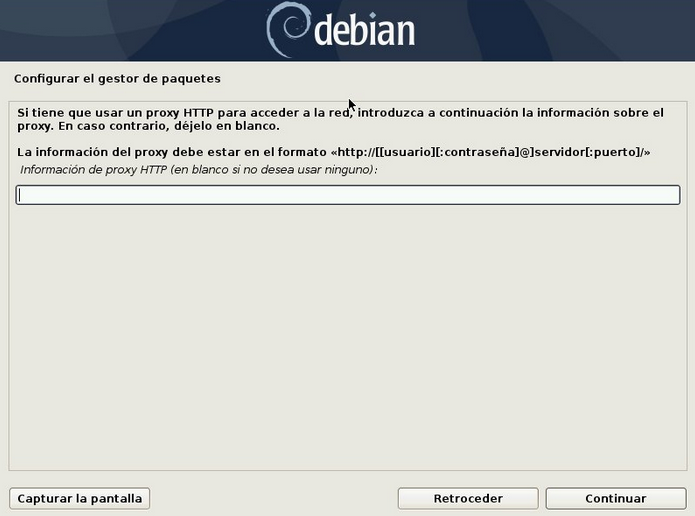 debian
Configurar el gestor de paquetes
Si tiene que usar un proxy HTTP para acceder a la red, introduzca a continuación la información sobre el
proxy. En caso contrario, déjelo en blanco.
La información del proxy debe estar en el formato «http://[[usuario][:contraseña]@]servidor[:puerto]/»
Información de proxy HTTP (en blanco si no desea usar ninguno):
Capturar la pantalla
Retroceder
Continuar